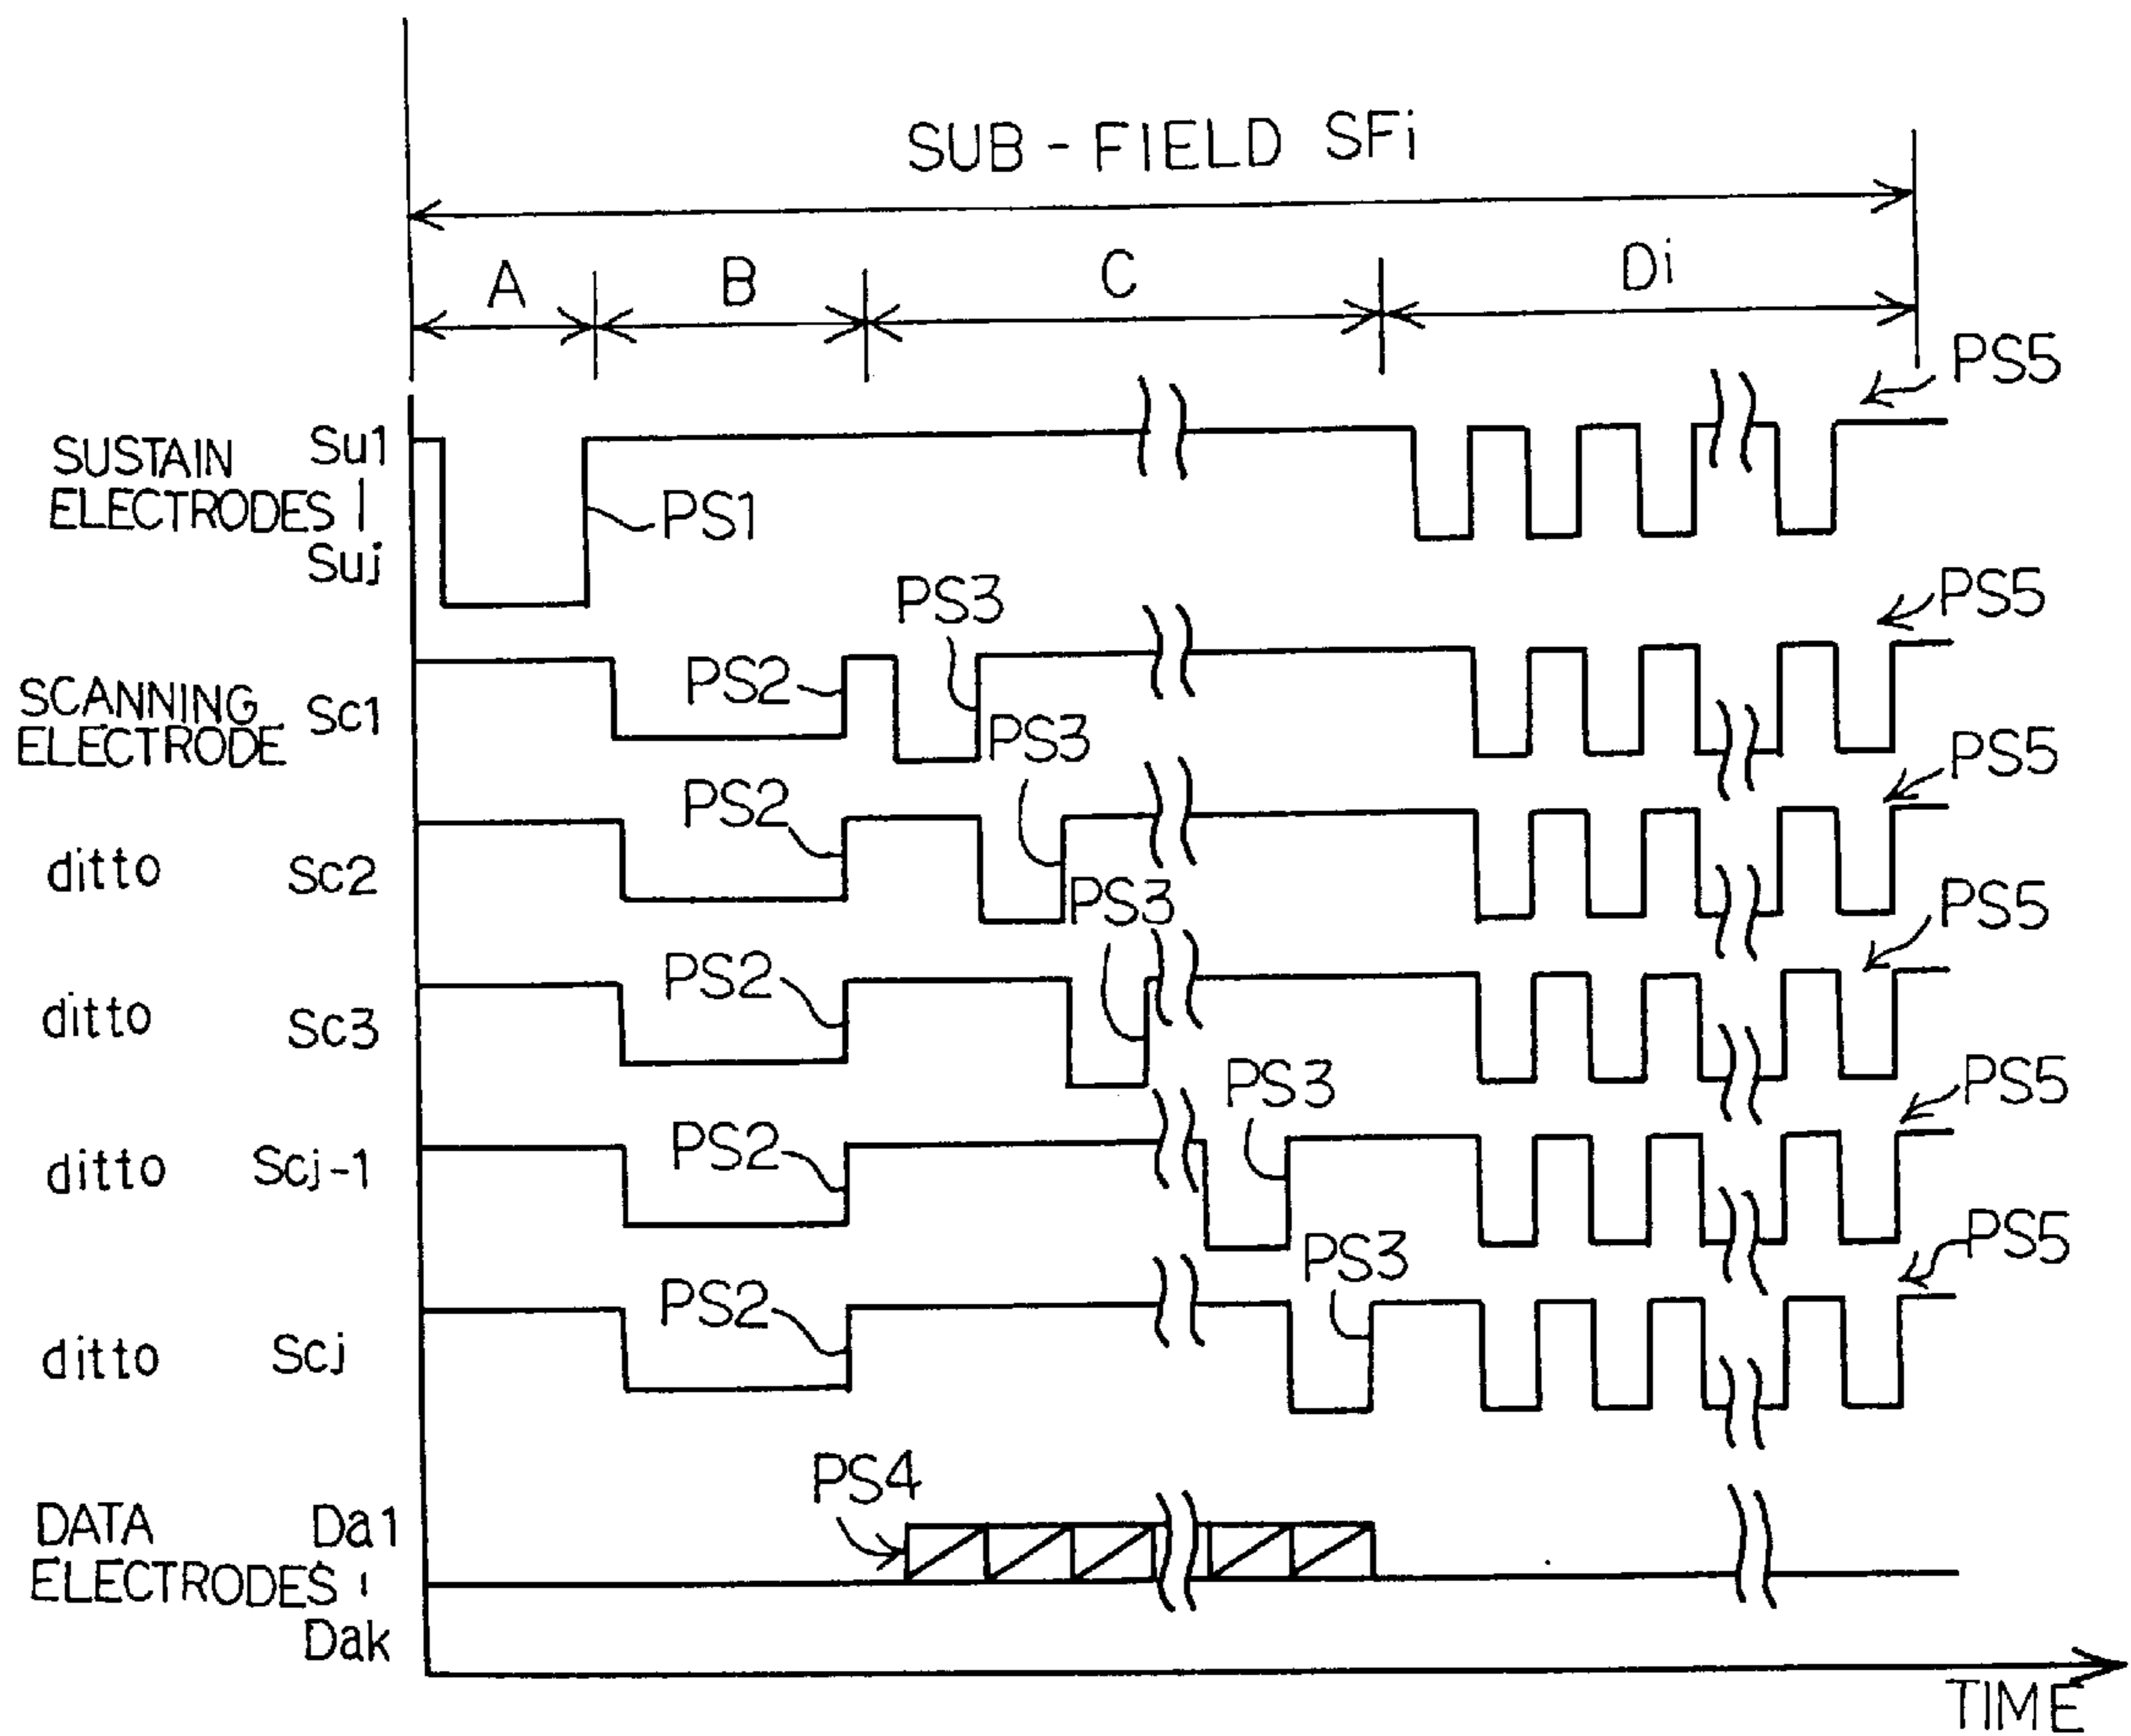 SUB - FIELD SFi
A B C Di
PS5
SUSTAIN Su1
ELECTRODES |
Suj
PS1
PS3
PS5
SCANNING
ELECTRODE Sc1
PS2
PS3
PS5
PS2
ditto Sc2
PS3
PS5
PS2
ditto Sc3
PS3
PS5
PS2
ditto Scj-1
PS3
PS5
PS2
ditto Scj
PS4
DATA Da1
ELECTRODES
Dak
TIME